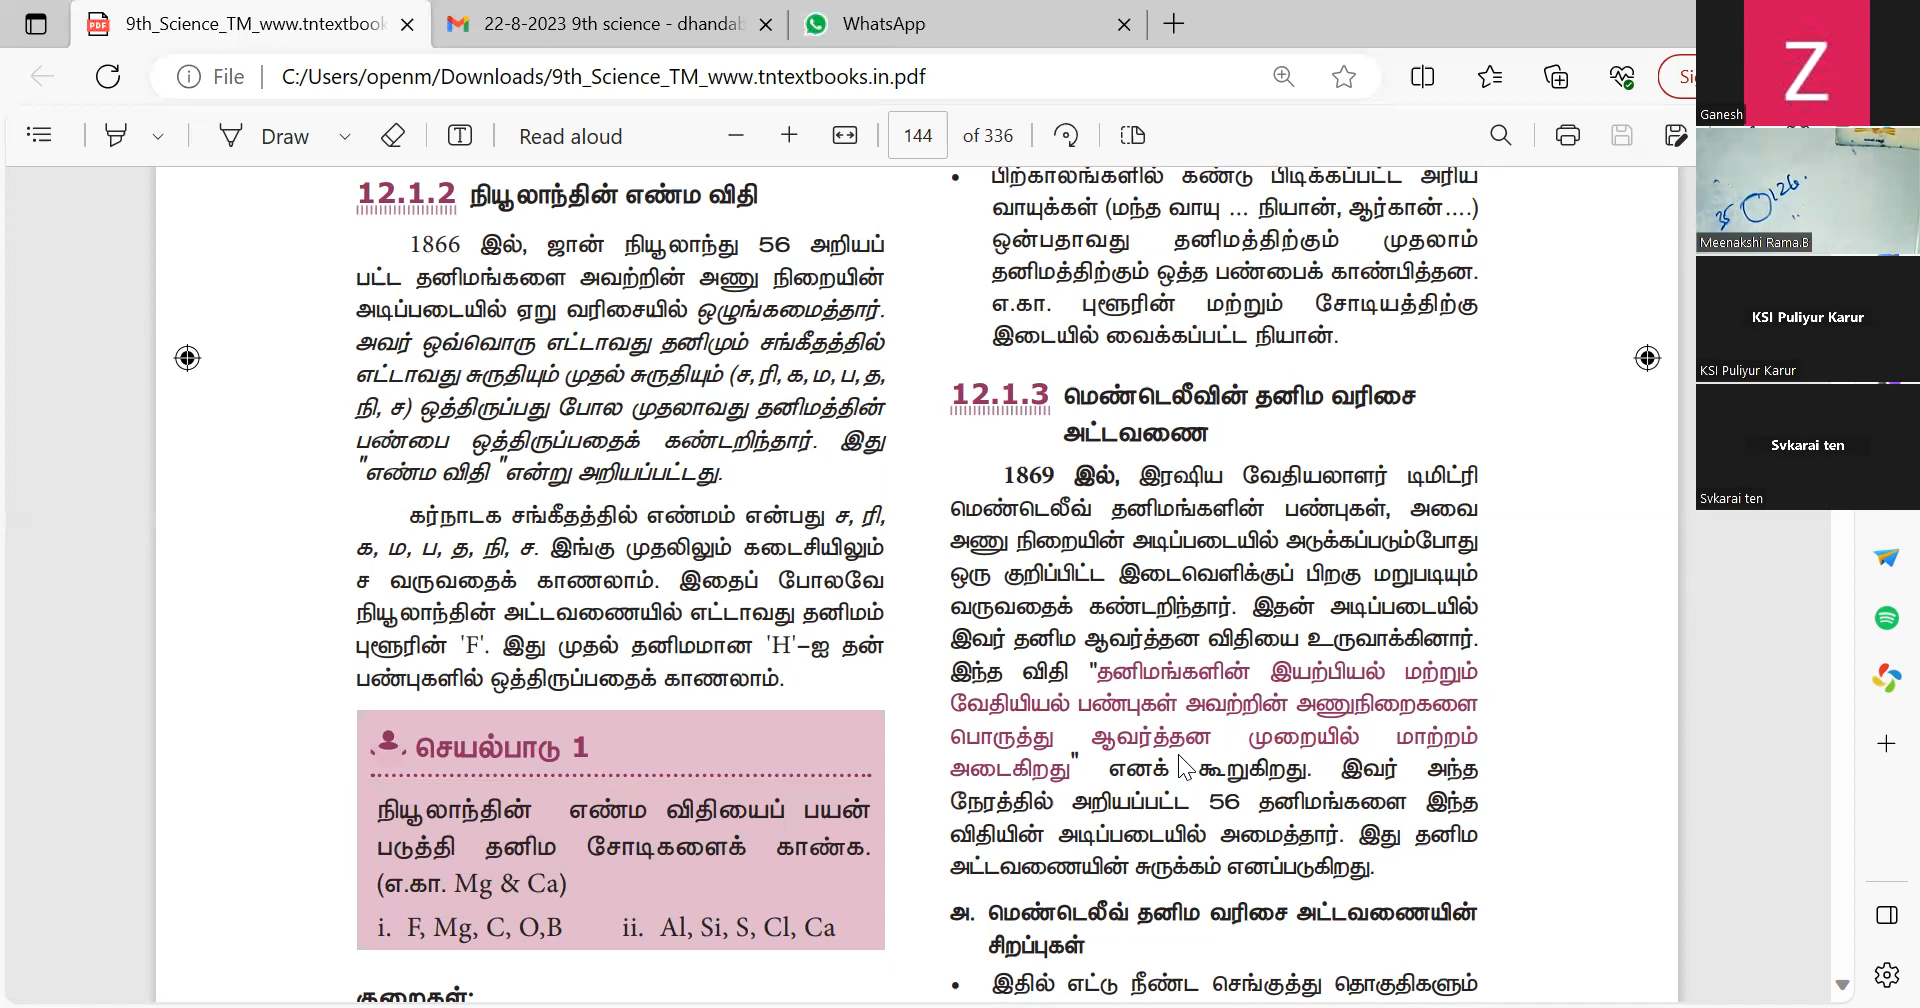 9th_Science_TM_www.tntextbook
22-8-2023 9th science - dhandab
WhatsApp
File
C:/Users/openm/Downloads/9th_Science_TM_www.tntextbooks.in.pdf
Draw
Read aloud
144
of 336
12.1.2 நியூலாந்தின் எண்ம விதி
1866 இல், ஜான் நியூலாந்து 56 அறியப்
பட்ட தனிமங்களை அவற்றின் அணு நிறையின்
அடிப்படையில் ஏறு வரிசையில் ஒழுங்கமைத்தார்.
அவர் ஒவ்வொரு எட்டாவது தனிமும் சங்கீதத்தில்
எட்டாவது சுருதியும் முதல் சுருதியும் (ச, ரி, க, ம, ப, த,
நி, ச) ஒத்திருப்பது போல முதலாவது தனிமத்தின்
பண்பை ஒத்திருப்பதைக் கண்டறிந்தார். இது
"எண்ம விதி "என்று அறியப்பட்டது.
கர்நாடக சங்கீதத்தில் எண்மம் என்பது ச, ரி,
க, ம, ப, த, நி, ச. இங்கு முதலிலும் கடைசியிலும்
ச வருவதைக் காணலாம். இதைப் போலவே
நியூலாந்தின் அட்டவணையில் எட்டாவது தனிமம்
புளூரின் 'F'. இது முதல் தனிமமான 'H'–ஐ தன்
பண்புகளில் ஒத்திருப்பதைக் காணலாம்.
செயல்பாடு 1
நியூலாந்தின் எண்ம விதியைப் பயன்
படுத்தி தனிம சோடிகளைக் காண்க.
(எ.கா. Mg & Ca)
i. F, Mg, C, O,B ii. Al, Si, S, Cl, Ca
குறைகள்:
பிற்காலங்களில் கண்டு பிடிக்கப்பட்ட அரிய
வாயுக்கள் (மந்த வாயு ... நியான், ஆர்கான்....)
ஒன்பதாவது தனிமத்திற்கும் முதலாம்
தனிமத்திற்கும் ஒத்த பண்பைக் காண்பித்தன.
எ.கா. புளூரின் மற்றும் சோடியத்திற்கு
இடையில் வைக்கப்பட்ட நியான்.
12.1.3 மெண்டெலீவின் தனிம வரிசை
அட்டவணை
1869 இல், இரஷிய வேதியலாளர் டிமிட்ரி
மெண்டெலீவ் தனிமங்களின் பண்புகள், அவை
அணு நிறையின் அடிப்படையில் அடுக்கப்படும்போது
ஒரு குறிப்பிட்ட இடைவெளிக்குப் பிறகு மறுபடியும்
வருவதைக் கண்டறிந்தார். இதன் அடிப்படையில்
இவர் தனிம ஆவர்த்தன விதியை உருவாக்கினார்.
இந்த விதி "தனிமங்களின் இயற்பியல் மற்றும்
வேதியியல் பண்புகள் அவற்றின் அணுநிறைகளை
பொருத்து ஆவர்த்தன முறையில் மாற்றம்
அடைகிறது" எனக் கூறுகிறது. இவர் அந்த
நேரத்தில் அறியப்பட்ட 56 தனிமங்களை இந்த
விதியின் அடிப்படையில் அமைத்தார். இது தனிம
அட்டவணையின் சுருக்கம் எனப்படுகிறது.
அ. மெண்டெலீவ் தனிம வரிசை அட்டவணையின்
சிறப்புகள்
இதில் எட்டு நீண்ட செங்குத்து தொகுதிகளும்
Z
Ganesh
Meenakshi Rama.B
KSI Puliyur Karur
KSI Puliyur Karur
Svkarai ten
Svkarai ten